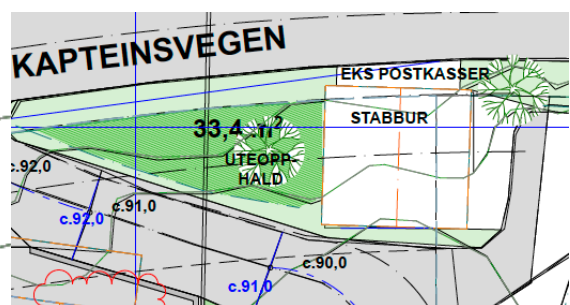 KAPTEINSVEGEN
EKS POSTKASSER
STABBUR
33,4 m²
UTEOPP-
HALD
c.92,0
c.91,0
c.92,0
c.90,0
c.91,0